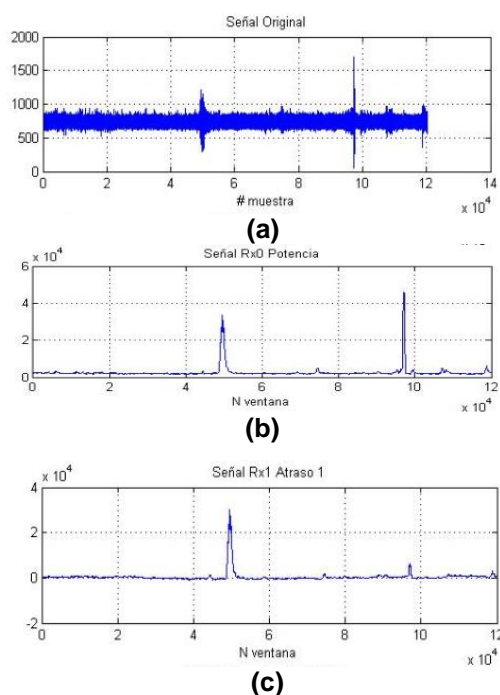 Señal Original
2000
1500
1000
500
0
0 2 4 6 8 10 12 14
# muestra
x 10⁴
(a)
Señal Rx0 Potencia
x 10⁴
6
4
2
0
0 2 4 6 8 10 12
N ventana
x 10⁴
(b)
Señal Rx1 Atraso 1
x 10⁴
4
2
0
-2
0 2 4 6 8 10 12
N ventana
x 10⁴
(c)